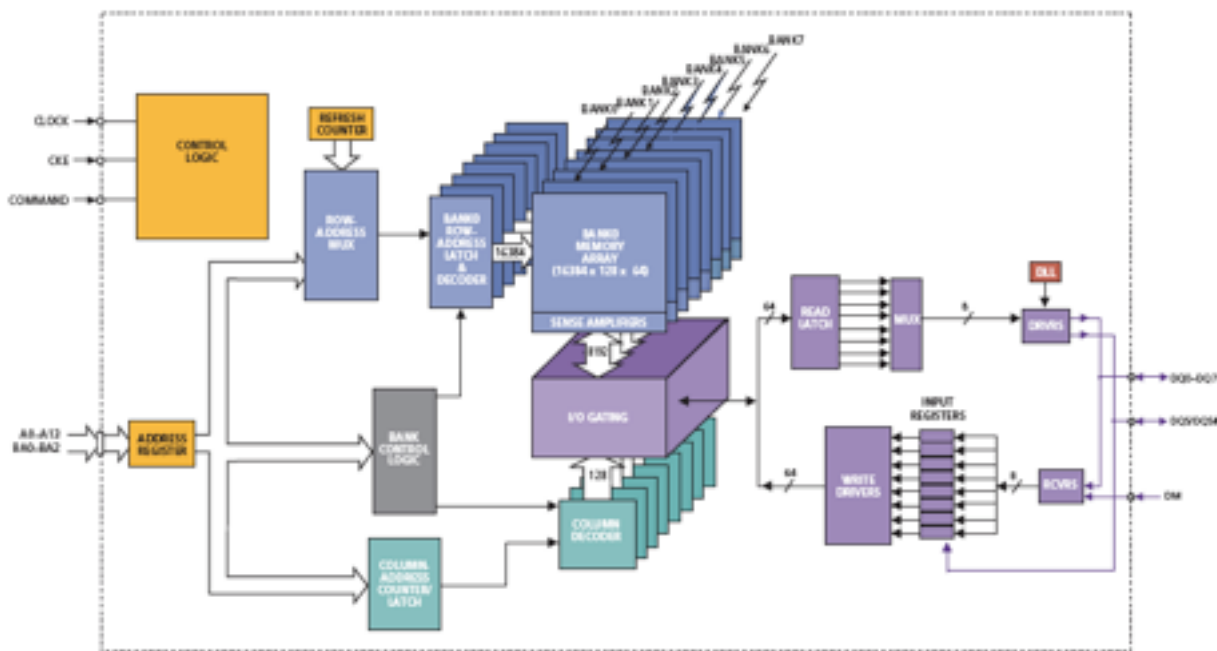 BANK0
BANK1
BANK2
BANK3
BANK4
BANK5
BANK6
BANK7
CLOCK
CKE
COMMAND
CONTROL
LOGIC
REFRESH
COUNTER
ROW-
ADDRESS
MUX
BANK0
ROW-
ADDRESS
LATCH
&
DECODER
16384
BANK0
MEMORY
ARRAY
(16384 x 128 x 64)
SENSE AMPLIFIERS
8192
I/O GATING
128
COLUMN
DECODER
A0-A13
BA0-BA2
ADDRESS
REGISTER
BANK
CONTROL
LOGIC
COLUMN
ADDRESS
COUNTER/
LATCH
64
READ
LATCH
MUX
8
DLL
DRVRS
DQ0-DQ7
DM
INPUT
REGISTERS
64
WRITE
DRIVERS
8
RCVRS